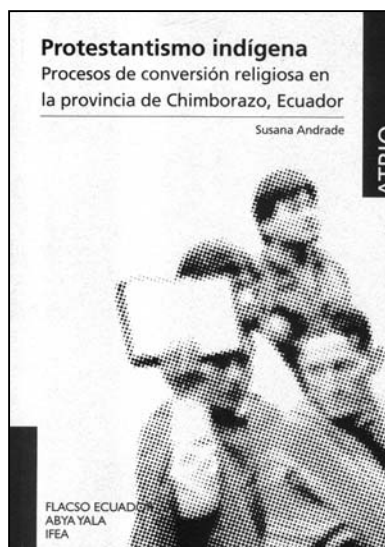 Protestantismo indígena
Procesos de conversión religiosa en
la provincia de Chimborazo, Ecuador
Susana Andrade
ATRIO
FLACSO ECUADOR
ABYA YALA
IFEA